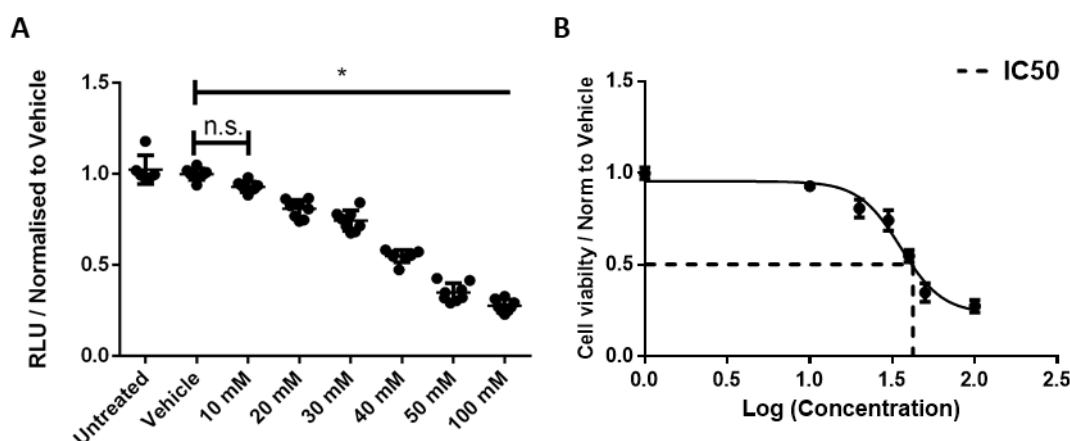 A
RLU / Normalised to Vehicle
1.5
1.0
0.5
0.0
*
n.s.
Untreated
Vehicle
10 mM
20 mM
30 mM
40 mM
50 mM
100 mM
B
IC50
Cell viabilty / Norm to Vehicle
1.5
1.0
0.5
0.0
0.0 0.5 1.0 1.5 2.0 2.5
Log (Concentration)